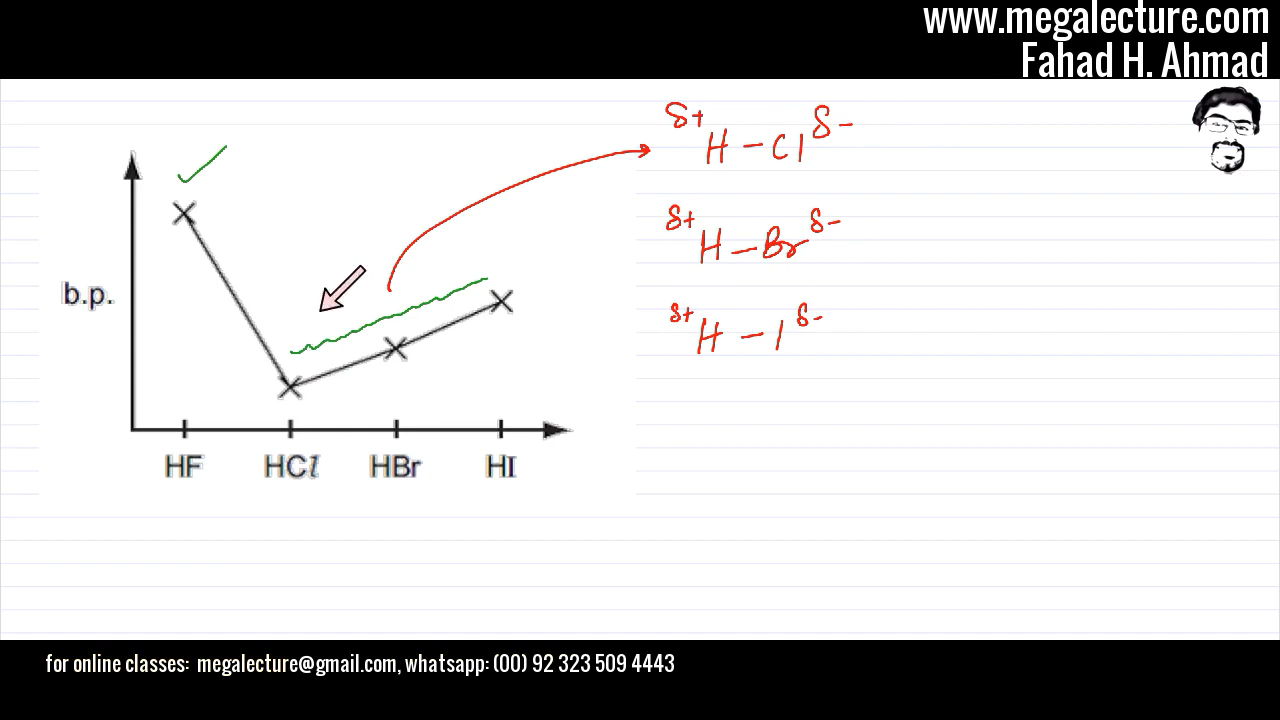 www.megalecture.com
Fahad H. Ahmad
δ+ H – Cl δ–
δ+ H – Br δ–
δ+ H – I δ–
b.p.
HF HCl HBr HI
for online classes: megalecture@gmail.com, whatsapp: (00) 92 323 509 4443